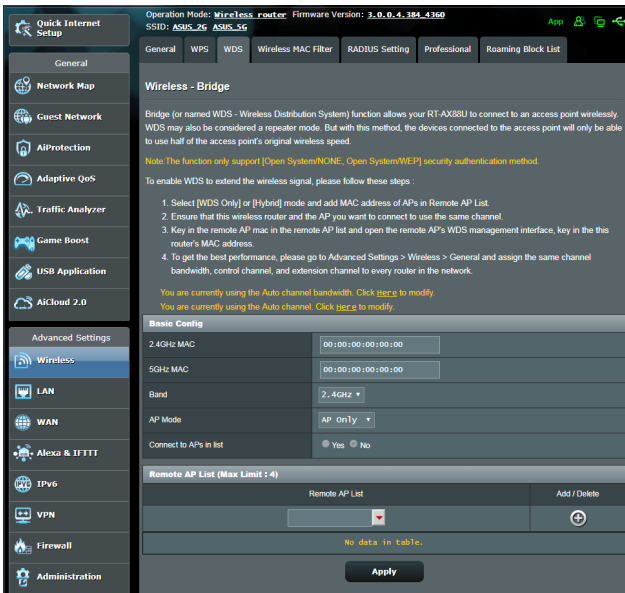 Quick Internet
Setup
General
Network Map
Guest Network
AiProtection
Adaptive QoS
Traffic Analyzer
Game Boost
USB Application
AiCloud 2.0
Advanced Settings
Wireless
LAN
WAN
Alexa & IFTTT
IPv6
VPN
Firewall
Administration
Operation Mode: Wireless router Firmware Version: 3.0.0.4.384_4360
SSID: ASUS_2G ASUS_5G
App
General WPS WDS Wireless MAC Filter RADIUS Setting Professional Roaming Block List
Wireless - Bridge
Bridge (or named WDS - Wireless Distribution System) function allows your RT-AX88U to connect to an access point wirelessly.
WDS may also be considered a repeater mode. But with this method, the devices connected to the access point will only be able
to use half of the access point's original wireless speed.
Note:The function only support [Open System/NONE, Open System/WEP] security authentication method.
To enable WDS to extend the wireless signal, please follow these steps :
1. Select [WDS Only] or [Hybrid] mode and add MAC address of APs in Remote AP List.
2. Ensure that this wireless router and the AP you want to connect to use the same channel.
3. Key in the remote AP mac in the remote AP list and open the remote AP's WDS management interface, key in the this
router's MAC address.
4. To get the best performance, please go to Advanced Settings > Wireless > General and assign the same channel
bandwidth, control channel, and extension channel to every router in the network.
You are currently using the Auto channel bandwidth. Click Here to modify.
You are currently using the Auto channel. Click Here to modify.
Basic Config
2.4GHz MAC 00:00:00:00:00:00
5GHz MAC 00:00:00:00:00:00
Band 2.4GHz
AP Mode AP Only
Connect to APs in list Yes No
Remote AP List (Max Limit : 4)
Remote AP List Add / Delete
No data in table.
Apply